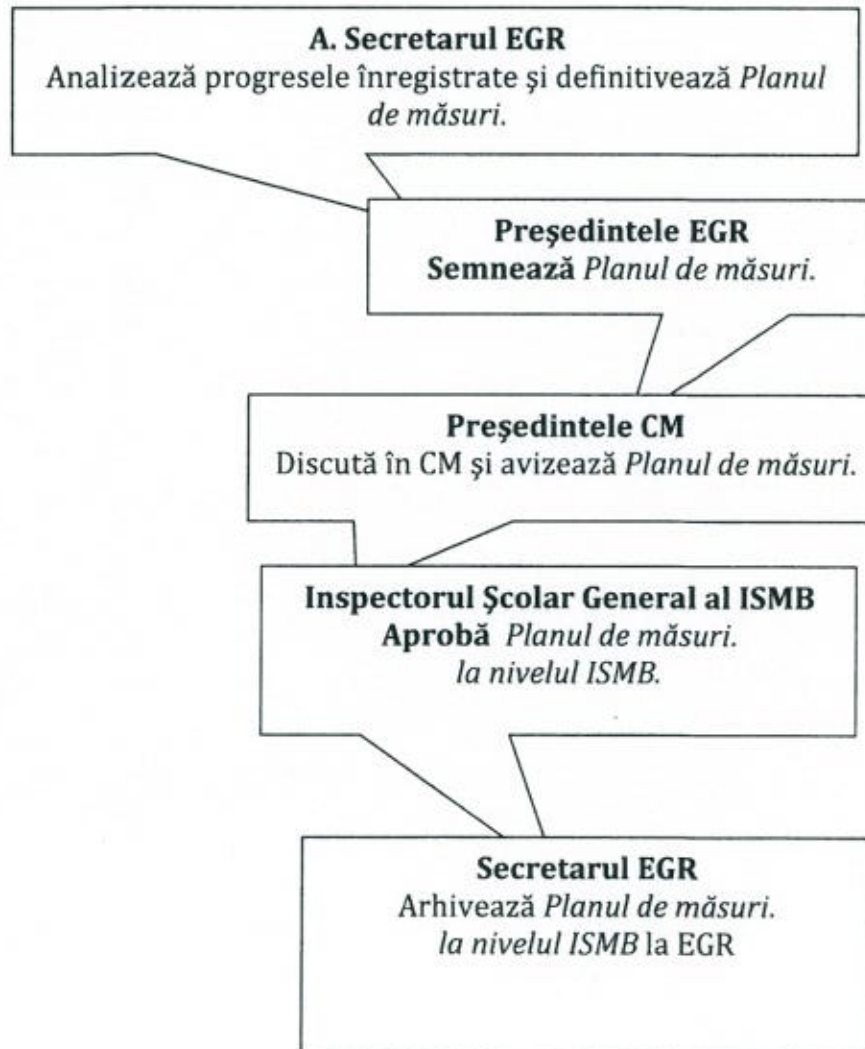 A. Secretarul EGR
Analizează progresele înregistrate şi definitivează Planul
de măsuri.
Preşedintele EGR
Semnează Planul de măsuri.
Preşedintele CM
Discută în CM şi avizează Planul de măsuri.
Inspectorul Şcolar General al ISMB
Aprobă Planul de măsuri.
la nivelul ISMB.
Secretarul EGR
Arhivează Planul de măsuri.
la nivelul ISMB la EGR